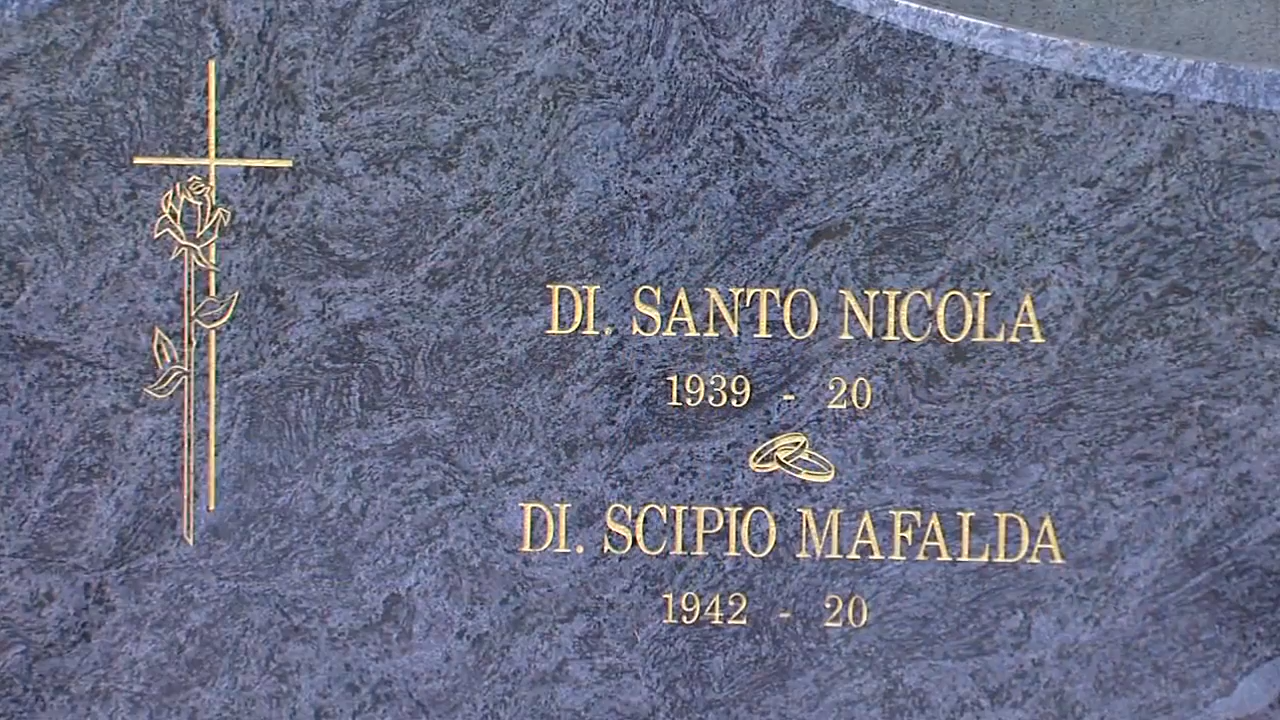 DI. SANTO NICOLA
1939 - 20
DI. SCIPIO MAFALDA
1942 - 20